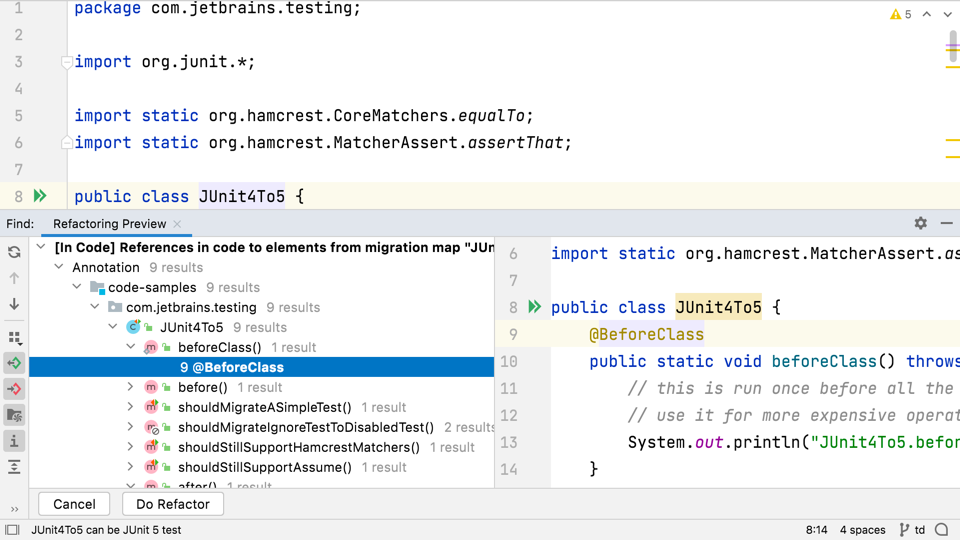 1 package com.jetbrains.testing;
5
2
3 import org.junit.*;
4
5 import static org.hamcrest.CoreMatchers.equalTo;
6 import static org.hamcrest.MatcherAssert.assertThat;
7
8 public class JUnit4To5 {
Find: Refactoring Preview
[In Code] References in code to elements from migration map "JUn
Annotation 9 results
code-samples 9 results
com.jetbrains.testing 9 results
JUnit4To5 9 results
beforeClass() 1 result
9 @BeforeClass
before() 1 result
shouldMigrateASimpleTest() 1 result
shouldMigrateIgnoreTestToDisabledTest() 2 results
shouldStillSupportHamcrestMatchers() 1 result
shouldStillSupportAssume() 1 result
after() 1 result
6 import static org.hamcrest.MatcherAssert.as
7
8 public class JUnit4To5 {
9 @BeforeClass
10 public static void beforeClass() throws
11 // this is run once before all the
12 // use it for more expensive operat
13 System.out.println("JUnit4To5.befor
14 }
Cancel
Do Refactor
JUnit4To5 can be JUnit 5 test
8:14 4 spaces td